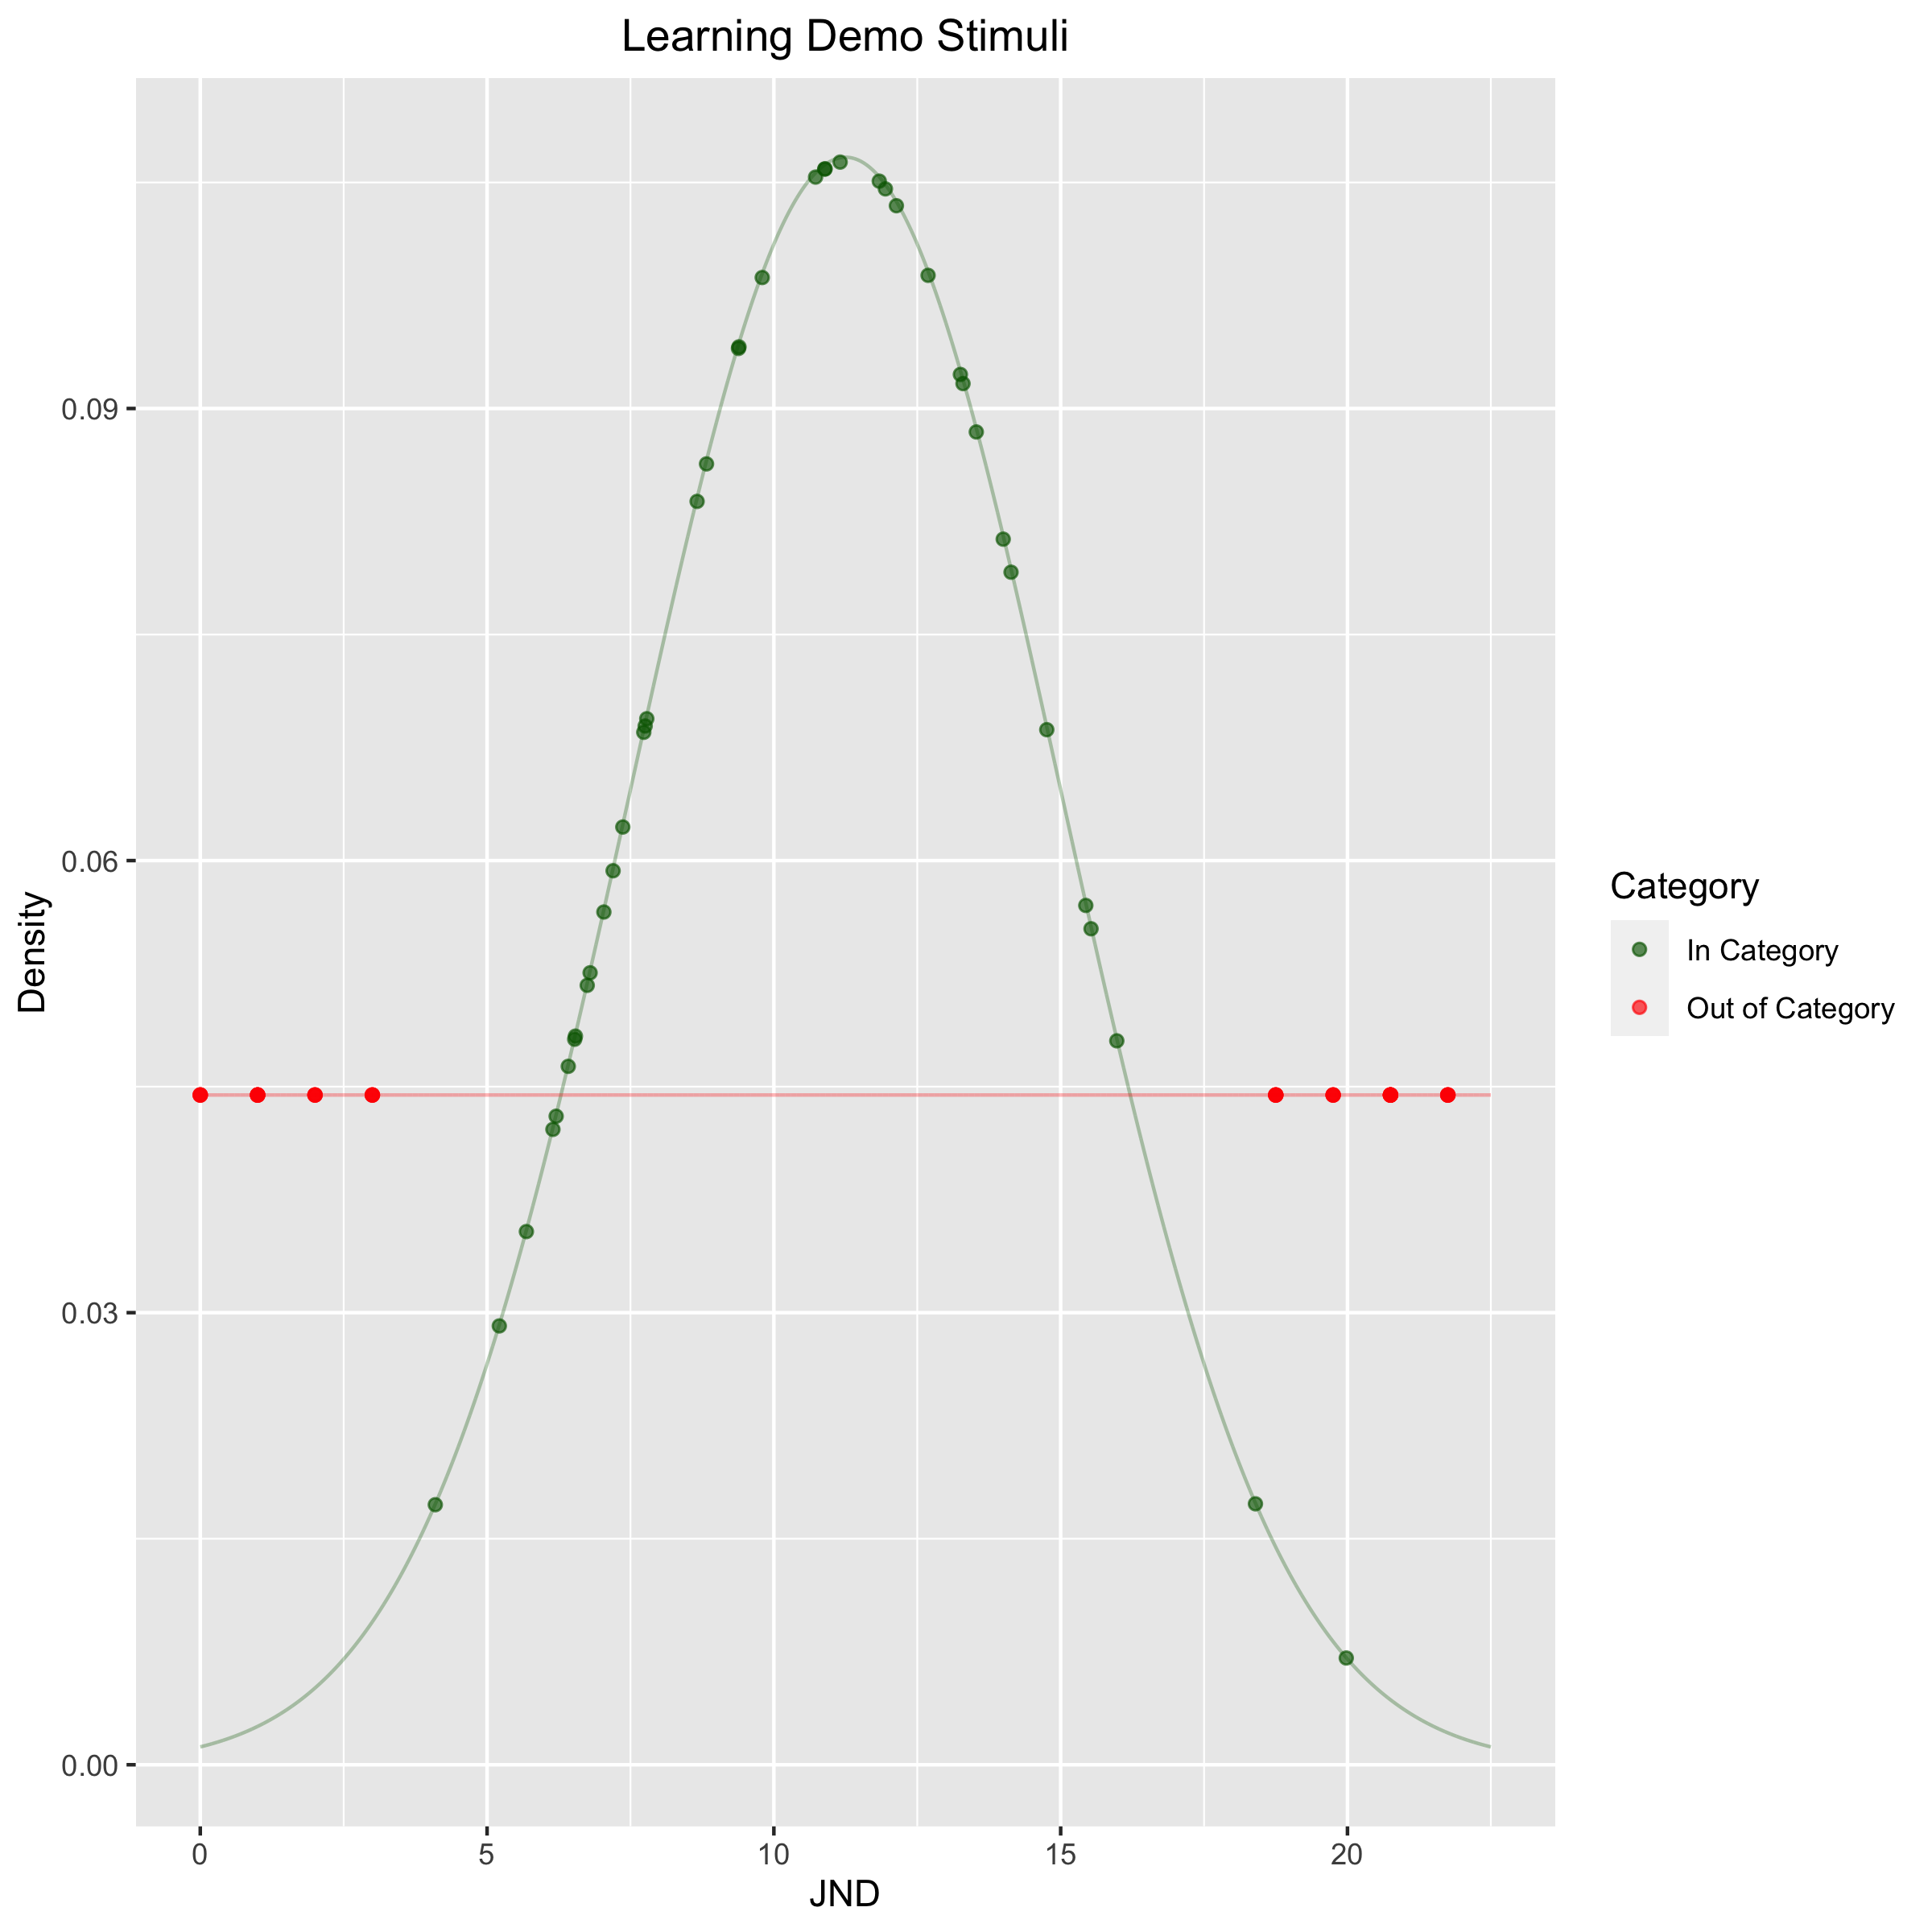 Learning Demo Stimuli
Density
0.09
0.06
0.03
0.00
0
5
10
15
20
JND
Category
In Category
Out of Category